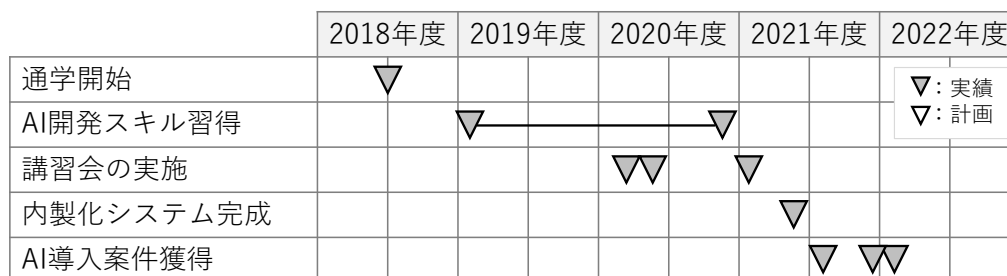 2018年度 2019年度 2020年度 2021年度 2022年度
通学開始
▼：実績
▽：計画
AI開発スキル習得
講習会の実施
内製化システム完成
AI導入案件獲得